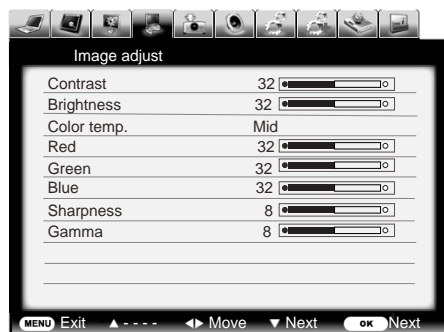 Image adjust
Contrast 32
Brightness 32
Color temp. Mid
Red 32
Green 32
Blue 32
Sharpness 8
Gamma 8
MENU Exit ▲ - - - - ◀▶ Move ▼ Next OK Next